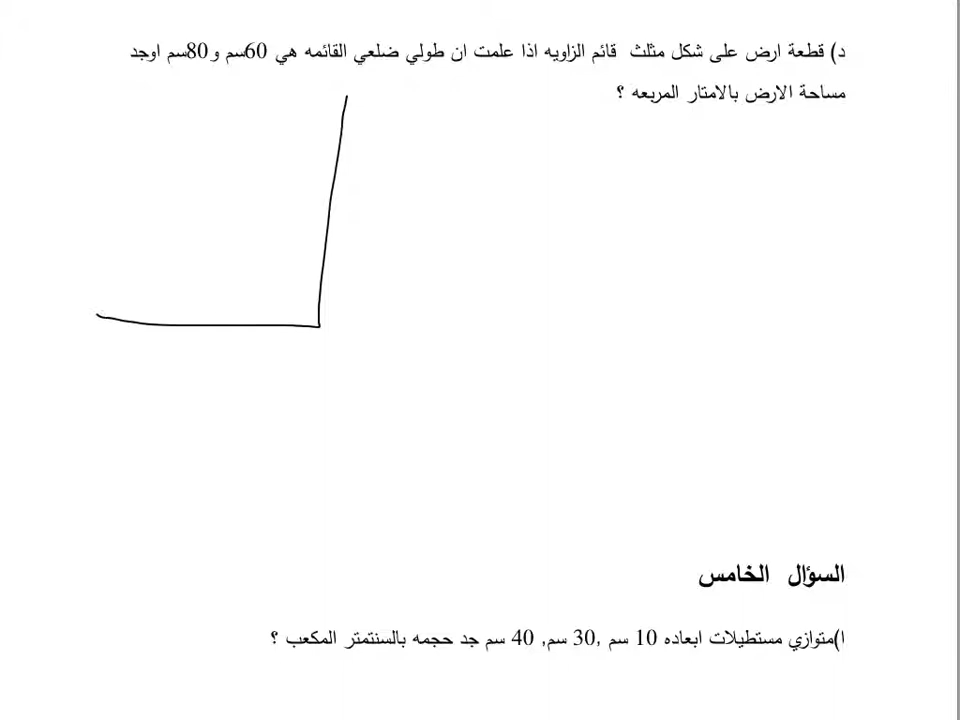 د) قطعة ارض على شكل مثلث قائم الزاويه اذا علمت ان طولي ضلعي القائمه هي 60سم و80سم اوجد
مساحة الارض بالامتار المربعه ؟
السؤال الخامس
ا)متوازي مستطيلات ابعاده 10 سم ,30 سم, 40 سم جد حجمه بالسنتمتر المكعب ؟